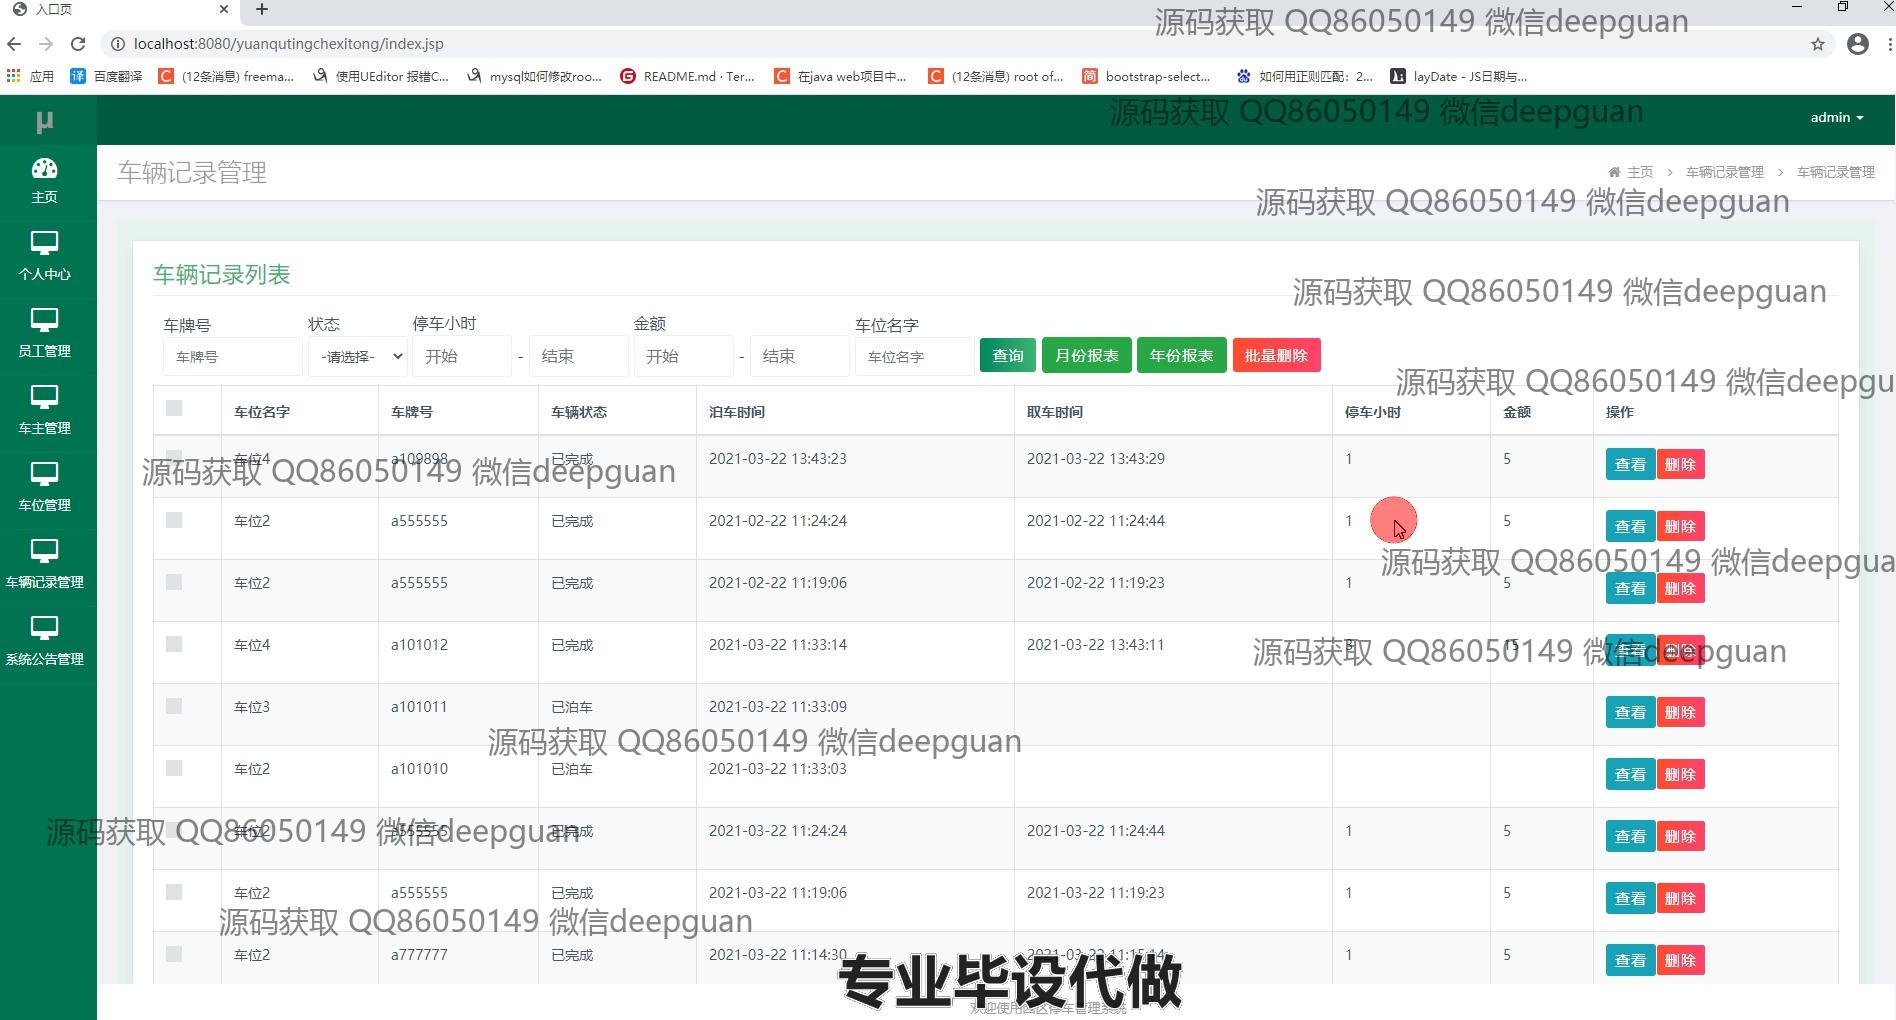 入口页
源码获取 QQ86050149 微信deepguan
localhost:8080/yuanqutingchexitong/index.jsp
应用 百度翻译 (12条消息) freema... 使用UEditor 报错C... mysql如何修改roo... README.md · Ter... 在java web项目中... (12条消息) root of... bootstrap-select... 如何用正则匹配：2... layDate - JS日期与...
μ
源码获取 QQ86050149 微信deepguan
admin
主页
个人中心
员工管理
车主管理
车位管理
车辆记录管理
系统公告管理
车辆记录管理
主页 > 车辆记录管理 > 车辆记录管理
源码获取 QQ86050149 微信deepguan
车辆记录列表
源码获取 QQ86050149 微信deepguan
车牌号 状态 停车小时 金额 车位名字
车牌号 -请选择- 开始 - 结束 开始 - 结束 车位名字 查询 月份报表 年份报表 批量删除
源码获取 QQ86050149 微信deepgu
车位名字 车牌号 车辆状态 泊车时间 取车时间 停车小时 金额 操作
车位4 a109898 已完成 2021-03-22 13:43:23 2021-03-22 13:43:29 1 5 查看 删除
源码获取 QQ86050149 微信deepguan
车位2 a555555 已完成 2021-02-22 11:24:24 2021-02-22 11:24:44 1 5 查看 删除
源码获取 QQ86050149 微信deepgua
车位2 a555555 已完成 2021-02-22 11:19:06 2021-02-22 11:19:23 1 5 查看 删除
车位4 a101012 已完成 2021-03-22 11:33:14 2021-03-22 13:43:11 3 15 查看 删除
源码获取 QQ86050149 微信deepguan
车位3 a101011 已泊车 2021-03-22 11:33:09 查看 删除
源码获取 QQ86050149 微信deepguan
车位2 a101010 已泊车 2021-03-22 11:33:03 查看 删除
车位2 a555555 已完成 2021-03-22 11:24:24 2021-03-22 11:24:44 1 5 查看 删除
源码获取 QQ86050149 微信deepguan
车位2 a555555 已完成 2021-03-22 11:19:06 2021-03-22 11:19:23 1 5 查看 删除
源码获取 QQ86050149 微信deepguan
车位2 a777777 已完成 2021-03-22 11:14:30 2021-03-22 11:15:14 1 5 查看 删除
专业毕设代做
欢迎使用园区停车管理系统